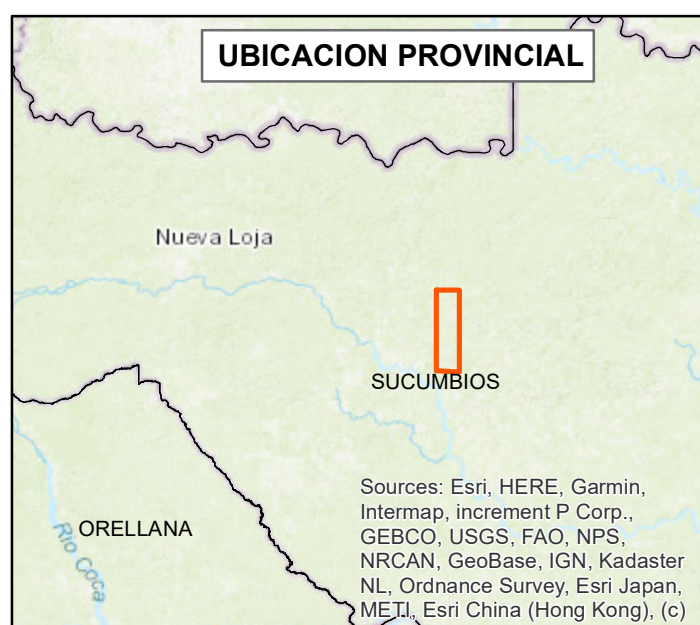 UBICACION PROVINCIAL
Nueva Loja
SUCUMBIOS
ORELLANA
Río Coca
Sources: Esri, HERE, Garmin,
Intermap, increment P Corp.,
GEBCO, USGS, FAO, NPS,
NRCAN, GeoBase, IGN, Kadaster
NL, Ordnance Survey, Esri Japan,
METI, Esri China (Hong Kong), (c)